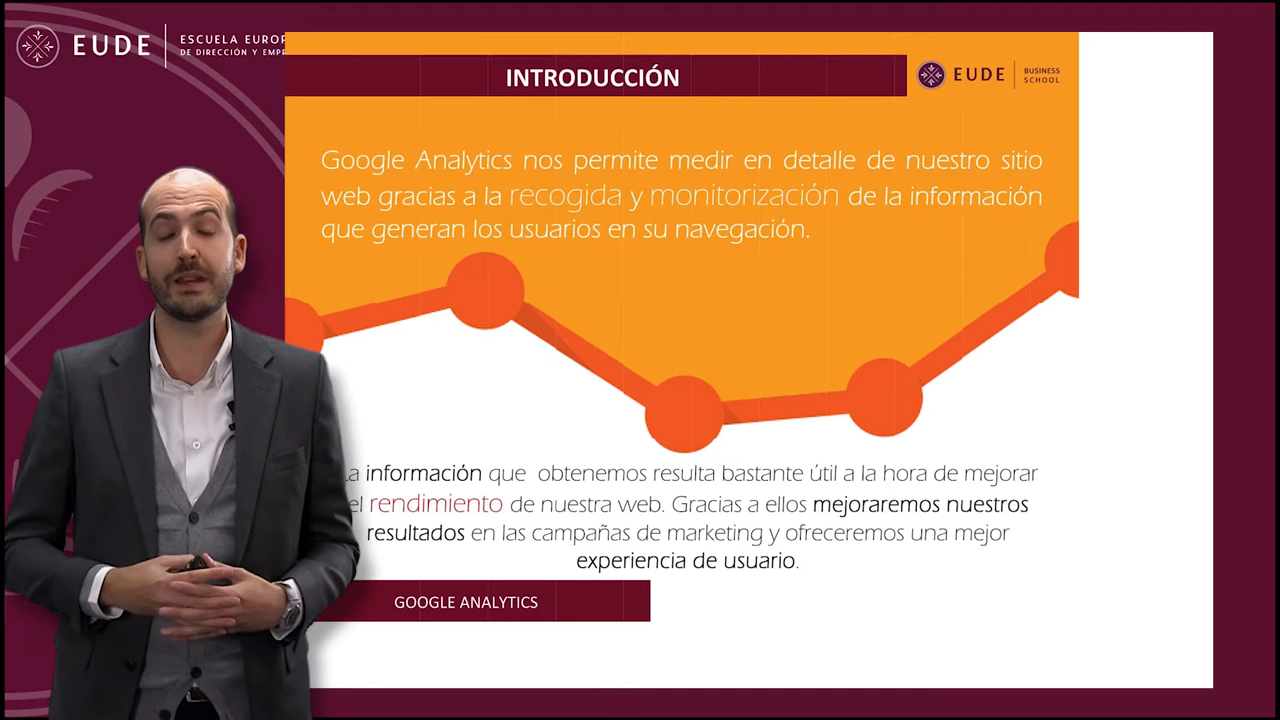 EUDE
ESCUELA EUROP
DE DIRECCIÓN Y EMPR
INTRODUCCIÓN
EUDE
BUSINESS
SCHOOL
Google Analytics nos permite medir en detalle de nuestro sitio
web gracias a la recogida y monitorización de la información
que generan los usuarios en su navegación.
a información que obtenemos resulta bastante útil a la hora de mejorar
el rendimiento de nuestra web. Gracias a ellos mejoraremos nuestros
resultados en las campañas de marketing y ofreceremos una mejor
experiencia de usuario.
GOOGLE ANALYTICS